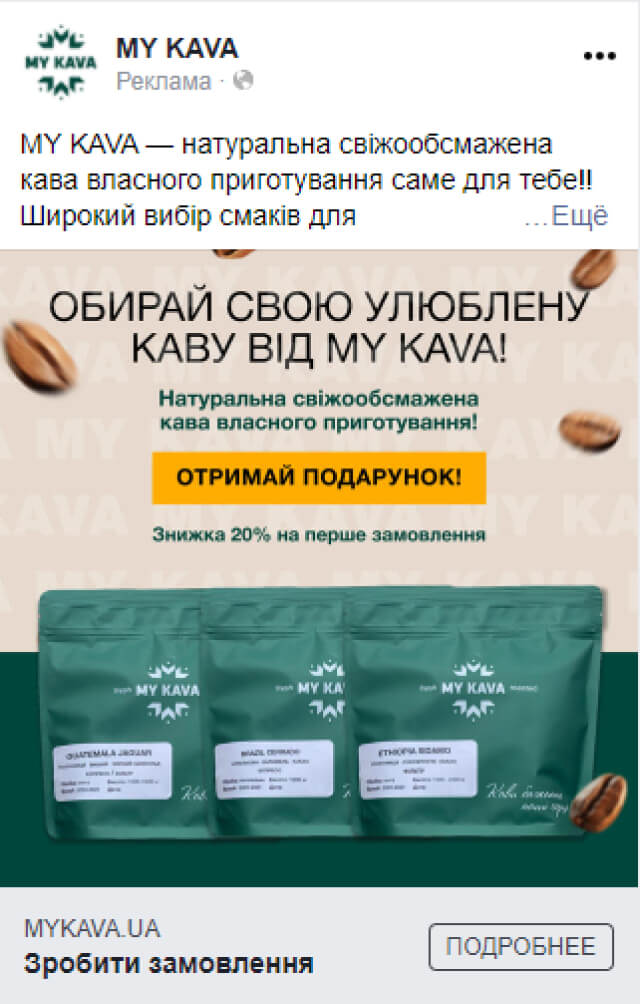 MY KAVA
MY KAVA
Реклама ·
MY KAVA — натуральна свіжообсмажена
кава власного приготування саме для тебе!!
Широкий вибір смаків для ...Ещё
ОБИРАЙ СВОЮ УЛЮБЛЕНУ
КАВУ ВІД MY KAVA!
Натуральна свіжообсмажена
кава власного приготування!
ОТРИМАЙ ПОДАРУНОК!
Знижка 20% на перше замовлення
MY KAVA
MY KAVA
MY KAVA
GUATEMALA JAGUAR
BRAZIL CERRADO
ETHIOPIA SIDAMO
MYKAVA.UA
Зробити замовлення
ПОДРОБНЕЕ